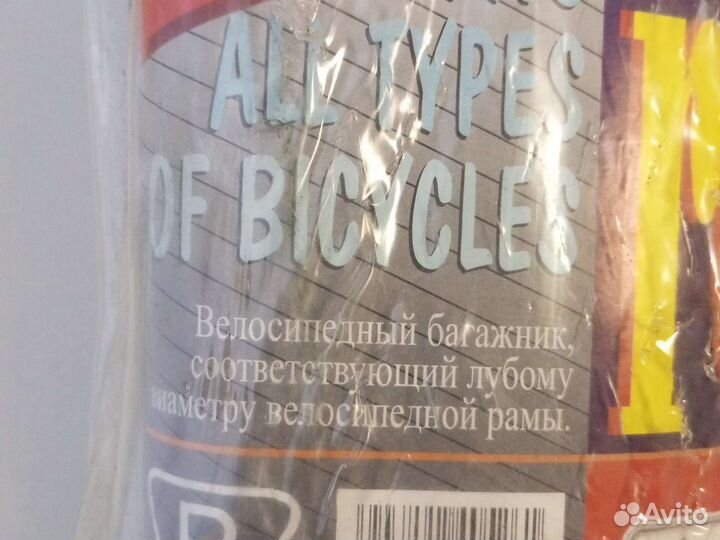 ALL TYPES
OF BICYCLES
Велосипедный багажник,
соответствующий лубому
диаметру велосипедной рамы.
Avito